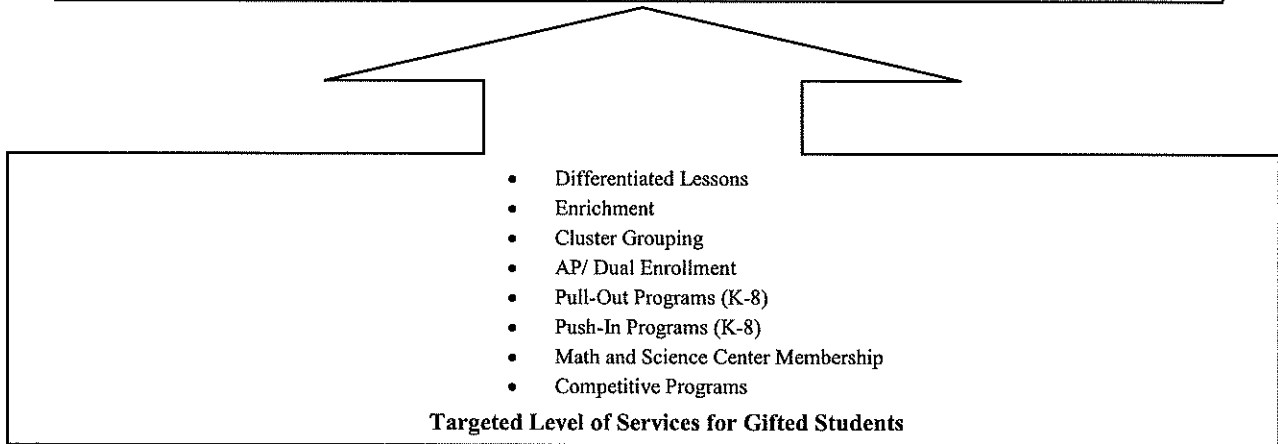 • Differentiated Lessons
• Enrichment
• Cluster Grouping
• AP/ Dual Enrollment
• Pull-Out Programs (K-8)
• Push-In Programs (K-8)
• Math and Science Center Membership
• Competitive Programs
Targeted Level of Services for Gifted Students